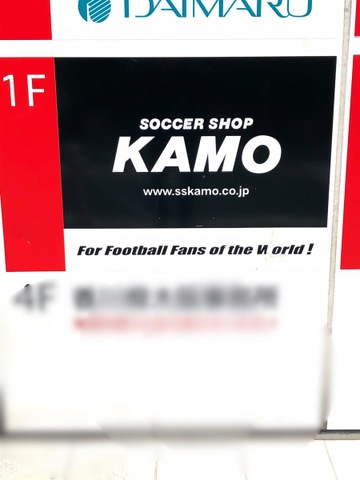 DAIMARU
1F
SOCCER SHOP
KAMO
www.sskamo.co.jp
For Football Fans of the World!
4F